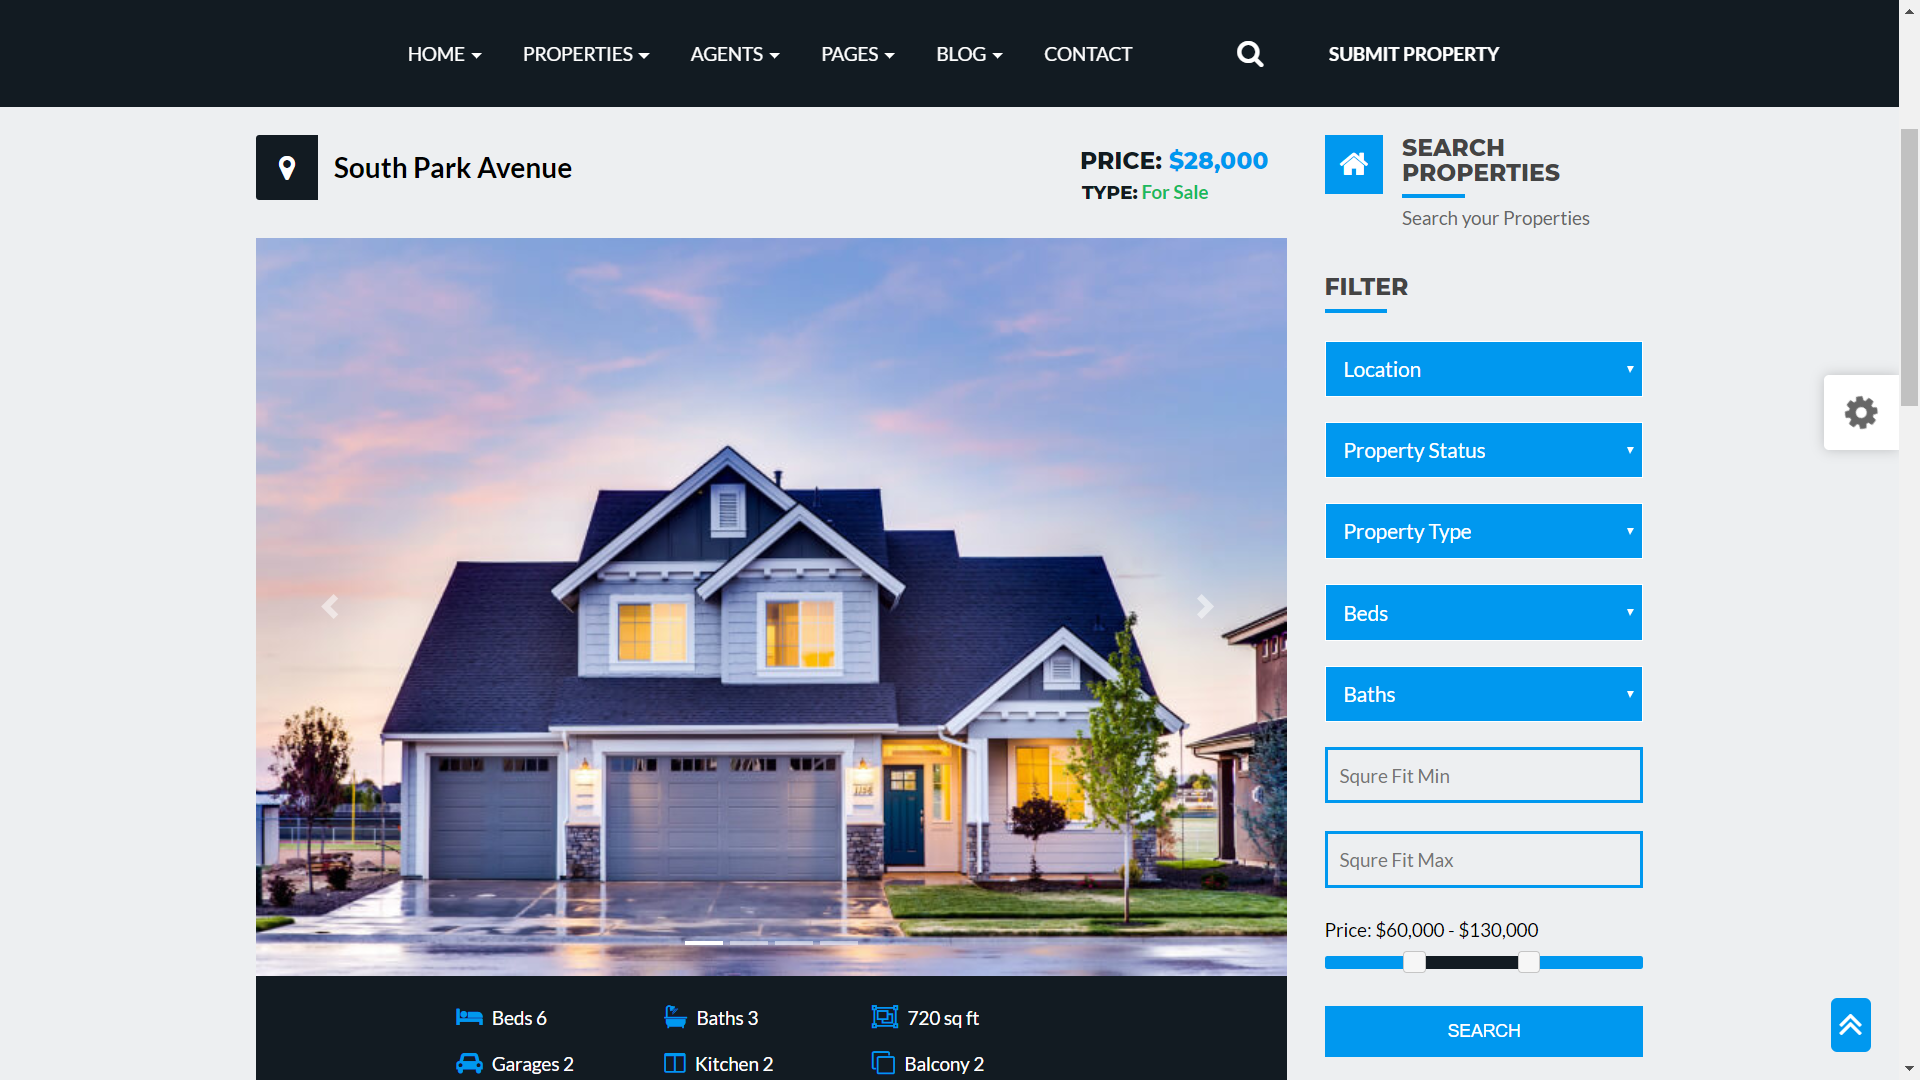 HOME PROPERTIES AGENTS PAGES BLOG CONTACT SUBMIT PROPERTY
South Park Avenue
PRICE: $28,000
TYPE: For Sale
SEARCH
PROPERTIES
Search your Properties
FILTER
Location
Property Status
Property Type
Beds
Baths
Squre Fit Min
Squre Fit Max
Price: $60,000 - $130,000
SEARCH
Beds 6 Baths 3 720 sq ft
Garages 2 Kitchen 2 Balcony 2